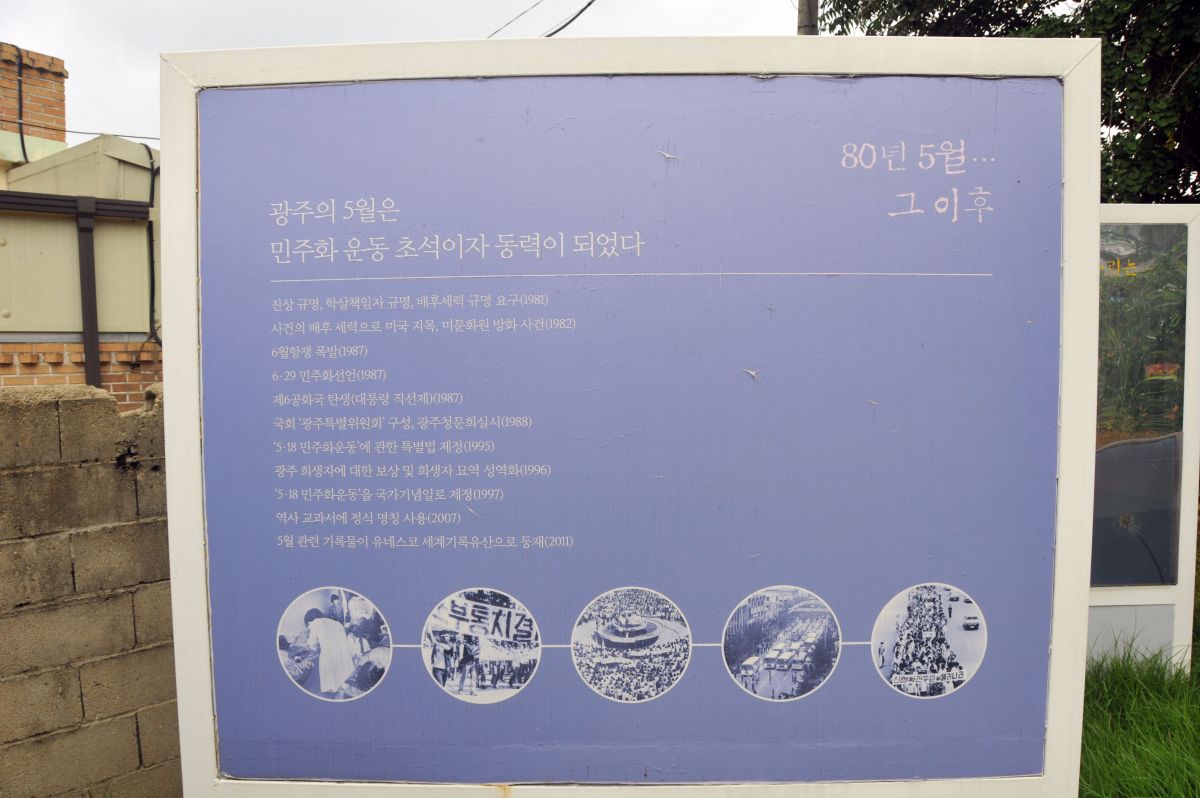 80년 5월...
그 이후
광주의 5월은
민주화 운동 초석이자 동력이 되었다
진상 규명, 학살책임자 규명, 배후세력 규명 요구(1981)
사건의 배후 세력으로 미국 지목, 미문화원 방화 사건(1982)
6월항쟁 폭발(1987)
6·29 민주화선언(1987)
제6공화국 탄생(대통령 직선제)(1987)
국회 '광주특별위원회' 구성, 광주청문회실시(1988)
'5·18 민주화운동'에 관한 특별법 제정(1995)
광주 희생자에 대한 보상 및 희생자 묘역 성역화(1996)
'5·18 민주화운동'을 국가기념일로 제정(1997)
역사 교과서에 정식 명칭 사용(2007)
5월 관련 기록물이 유네스코 세계기록유산으로 등재(2011)
부통치결
물러나라
리는